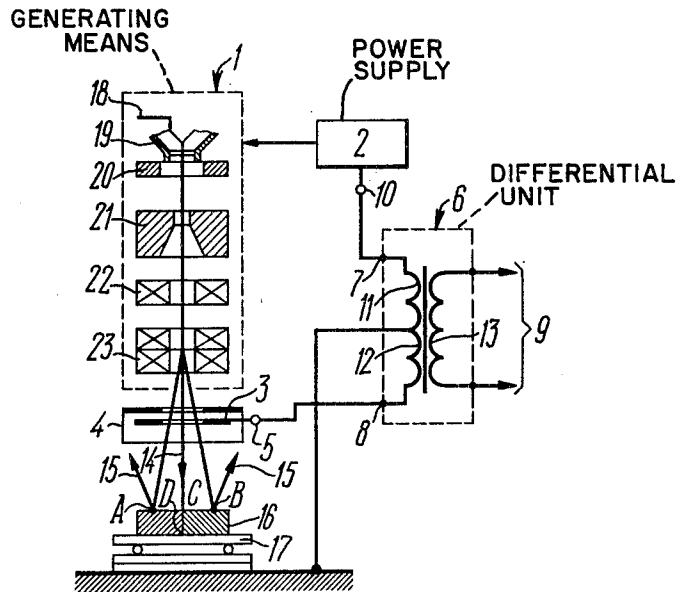 GENERATING
MEANS
1
18
19
20
21
22
23
POWER
SUPPLY
2
10
DIFFERENTIAL
UNIT
6
7
11
12
13
9
8
3
4
5
14
15
15
A
D
C
B
16
17